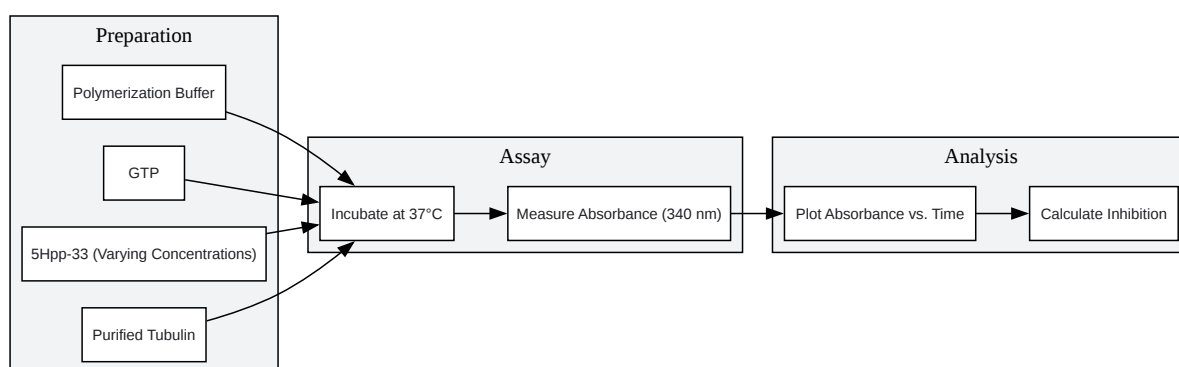 Preparation
Polymerization Buffer
GTP
5Hpp-33 (Varying Concentrations)
Purified Tubulin
Assay
Incubate at 37°C
Measure Absorbance (340 nm)
Analysis
Plot Absorbance vs. Time
Calculate Inhibition